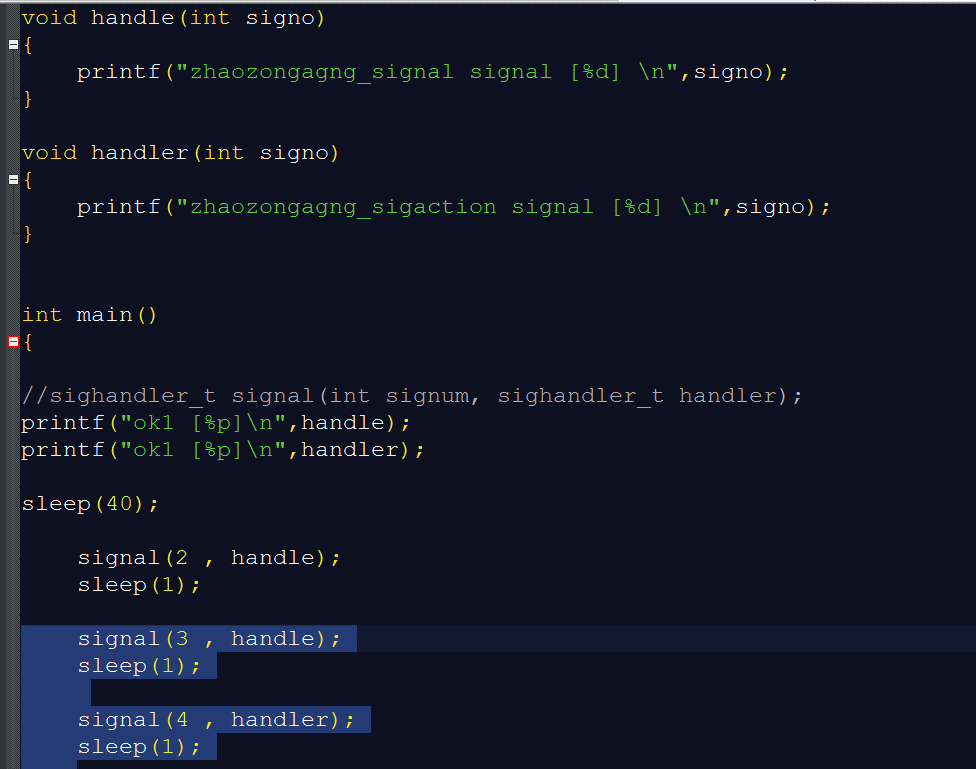 void handle(int signo)
{
    printf("zhaozongagng_signal signal [%d] \n",signo);
}
void handler(int signo)
{
    printf("zhaozongagng_sigaction signal [%d] \n",signo);
}
int main()
{
//sighandler_t signal(int signum, sighandler_t handler);
printf("ok1 [%p]\n",handle);
printf("ok1 [%p]\n",handler);
sleep(40);
    signal(2 , handle);
    sleep(1);
    signal(3 , handle);
    sleep(1);
    signal(4 , handler);
    sleep(1);